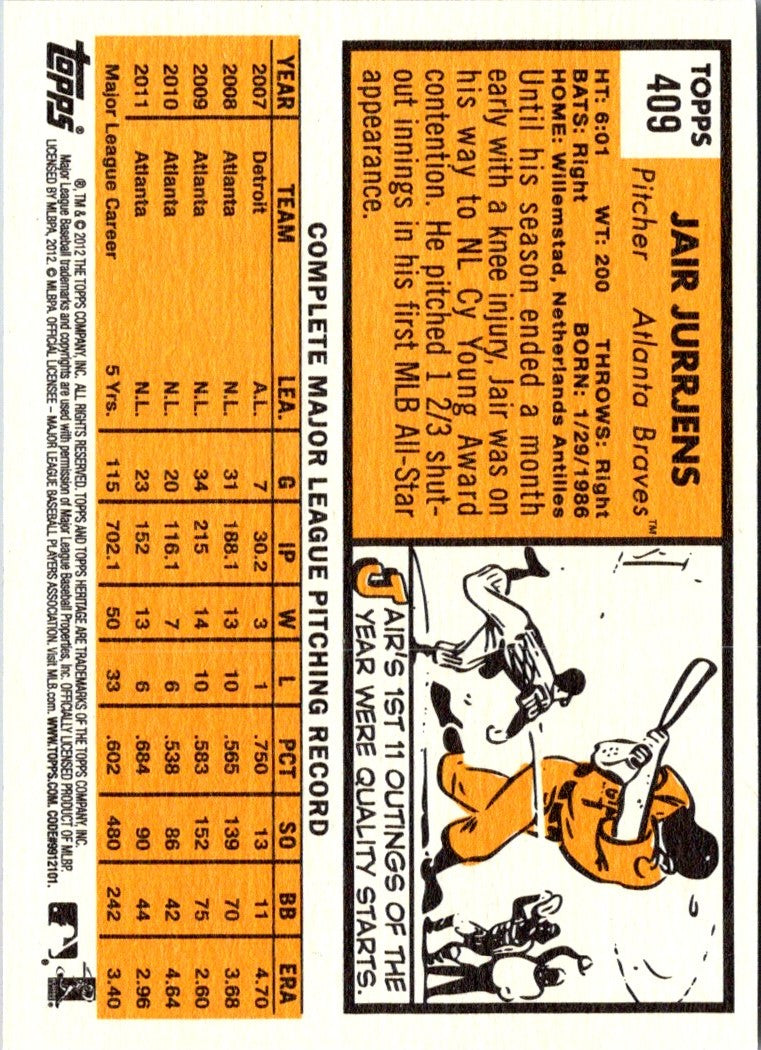 TOPPS
409
JAIR JURRJENS
Pitcher Atlanta Braves™
HT: 6:01 WT: 200 THROWS: Right
BATS: Right BORN: 1/29/1986
HOME: Willemstad, Netherlands Antilles
Until his season ended a month
early with a knee injury, Jair was on
his way to NL Cy Young Award
contention. He pitched 1 2/3 shut-
out innings in his first MLB All-Star
appearance.
JAIR'S 1ST 11 OUTINGS OF THE
YEAR WERE QUALITY STARTS.
COMPLETE MAJOR LEAGUE PITCHING RECORD
YEAR TEAM LEA. G IP W L PCT SO BB ERA
2007 Detroit A.L. 7 30.2 3 1 .750 13 11 4.70
2008 Atlanta N.L. 31 188.1 13 10 .565 139 70 3.68
2009 Atlanta N.L. 34 215 14 10 .583 152 75 2.60
2010 Atlanta N.L. 20 116.1 7 6 .538 86 42 4.64
2011 Atlanta N.L. 23 152 13 6 .684 90 44 2.96
Major League Career 5 Yrs. 115 702.1 50 33 .602 480 242 3.40
topps®
®, TM & © 2012 THE TOPPS COMPANY, INC. ALL RIGHTS RESERVED. TOPPS AND TOPPS HERITAGE ARE TRADEMARKS OF THE TOPPS COMPANY, INC.
Major League Baseball trademarks and copyrights are used with permission of Major League Baseball Properties, Inc. OFFICIALLY LICENSED PRODUCT OF MLBP.
LICENSED BY MLBPA, 2012. © MLBPA. OFFICIAL LICENSEE – MAJOR LEAGUE BASEBALL PLAYERS ASSOCIATION. Visit MLB.com. WWW.TOPPS.COM. CODE#9912101.